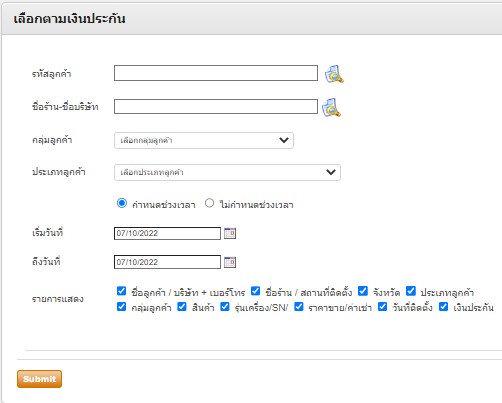 เลือกตามเงินประกัน
รหัสลูกค้า
ชื่อร้าน-ชื่อบริษัท
กลุ่มลูกค้า เลือกกลุ่มลูกค้า
ประเภทลูกค้า เลือกประเภทลูกค้า
กำหนดช่วงเวลา ไม่กำหนดช่วงเวลา
เริ่มวันที่ 07/10/2022
ถึงวันที่ 07/10/2022
รายการแสดง ชื่อลูกค้า / บริษัท + เบอร์โทร ชื่อร้าน / สถานที่ติดตั้ง จังหวัด ประเภทลูกค้า
กลุ่มลูกค้า สินค้า รุ่นเครื่อง/SN/ ราคาขาย/ค่าเช่า วันที่ติดตั้ง เงินประกัน
Submit